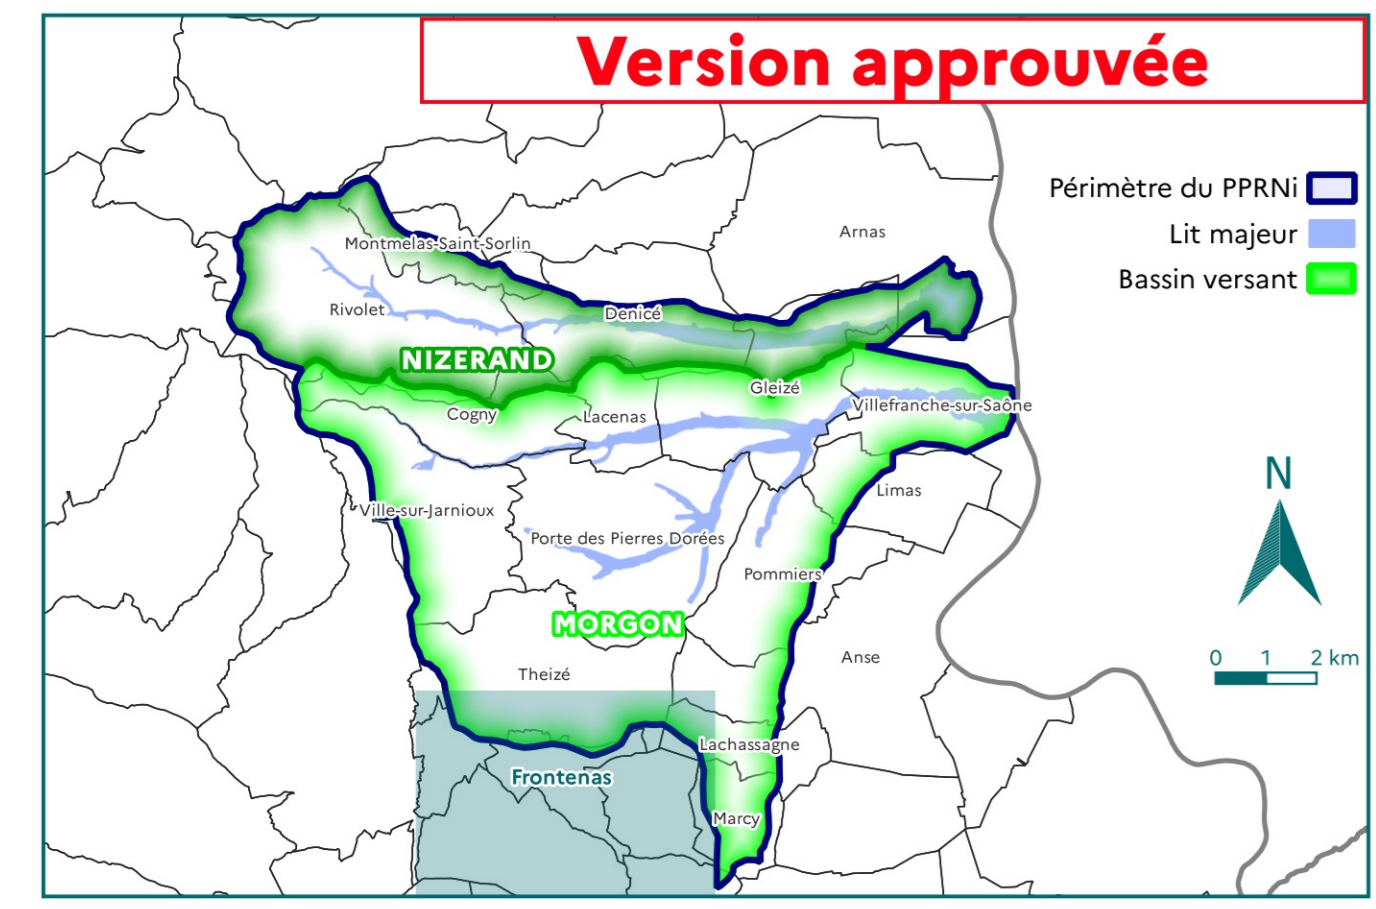 Version approuvée
Périmètre du PPRNi
Lit majeur
Bassin versant
Arnas
Montmelas-Saint-Sorlin
Rivolet
Denicé
NIZERAND
Gleizé
Cogny
Lacenas
Villefranche-sur-Saône
Limas
Ville-sur-Jarnioux
Porte des Pierres Dorées
Pommiers
MORGON
Theizé
Anse
Lachassagne
Frontenas
Marcy
N
0 1 2 km